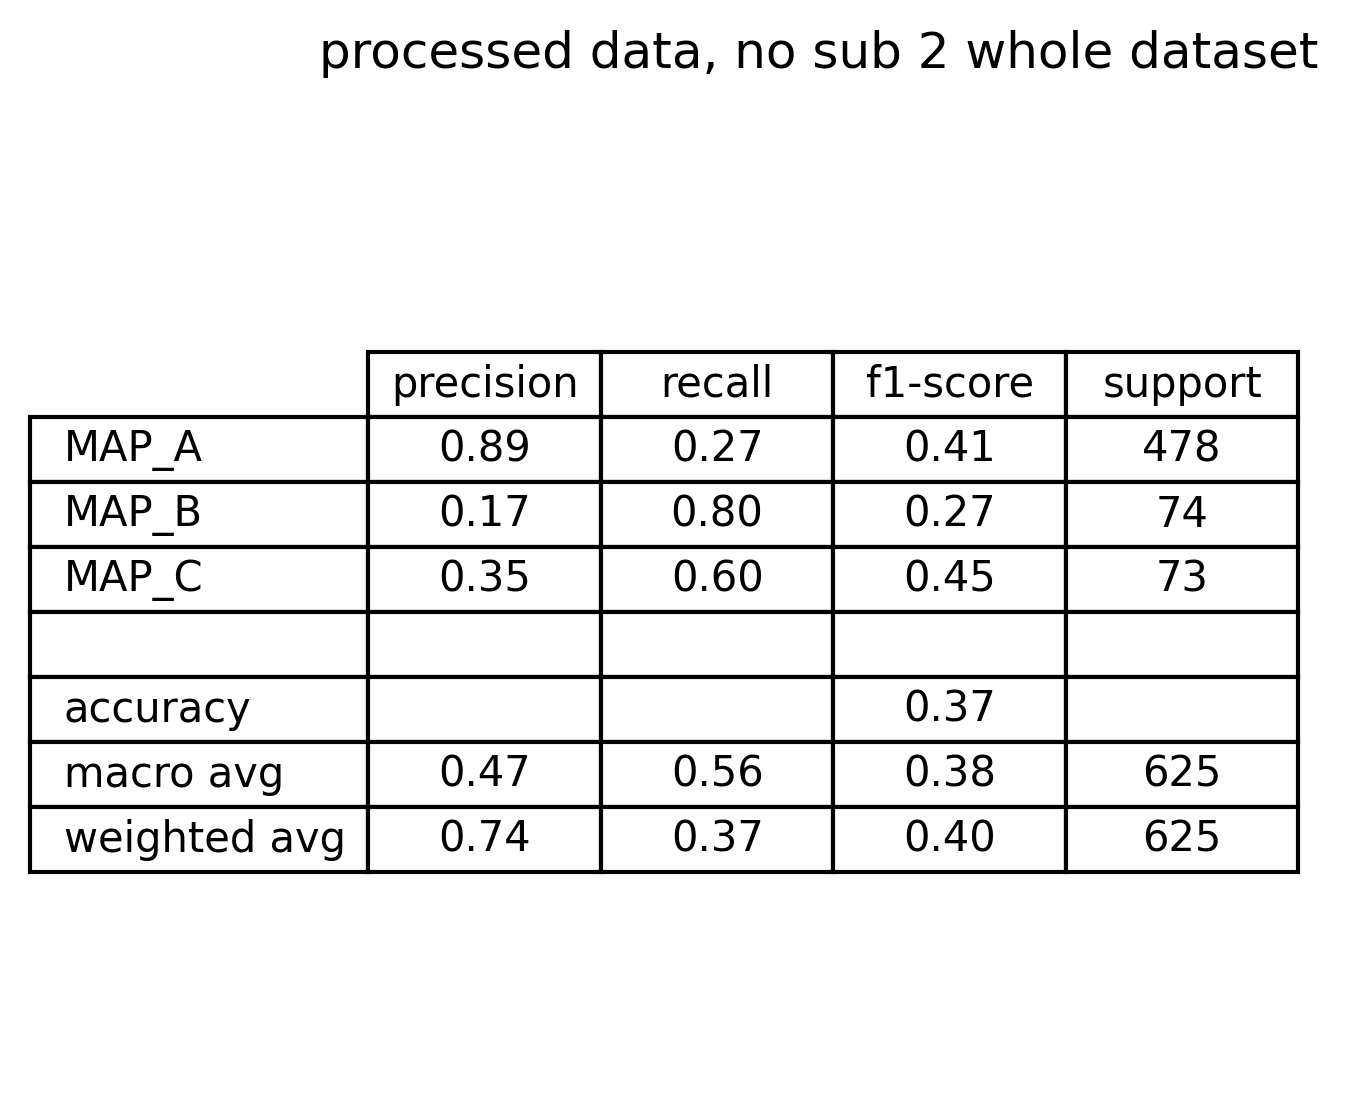 processed data, no sub 2 whole dataset
precision recall f1-score support
MAP_A 0.89 0.27 0.41 478
MAP_B 0.17 0.80 0.27 74
MAP_C 0.35 0.60 0.45 73
accuracy 0.37
macro avg 0.47 0.56 0.38 625
weighted avg 0.74 0.37 0.40 625